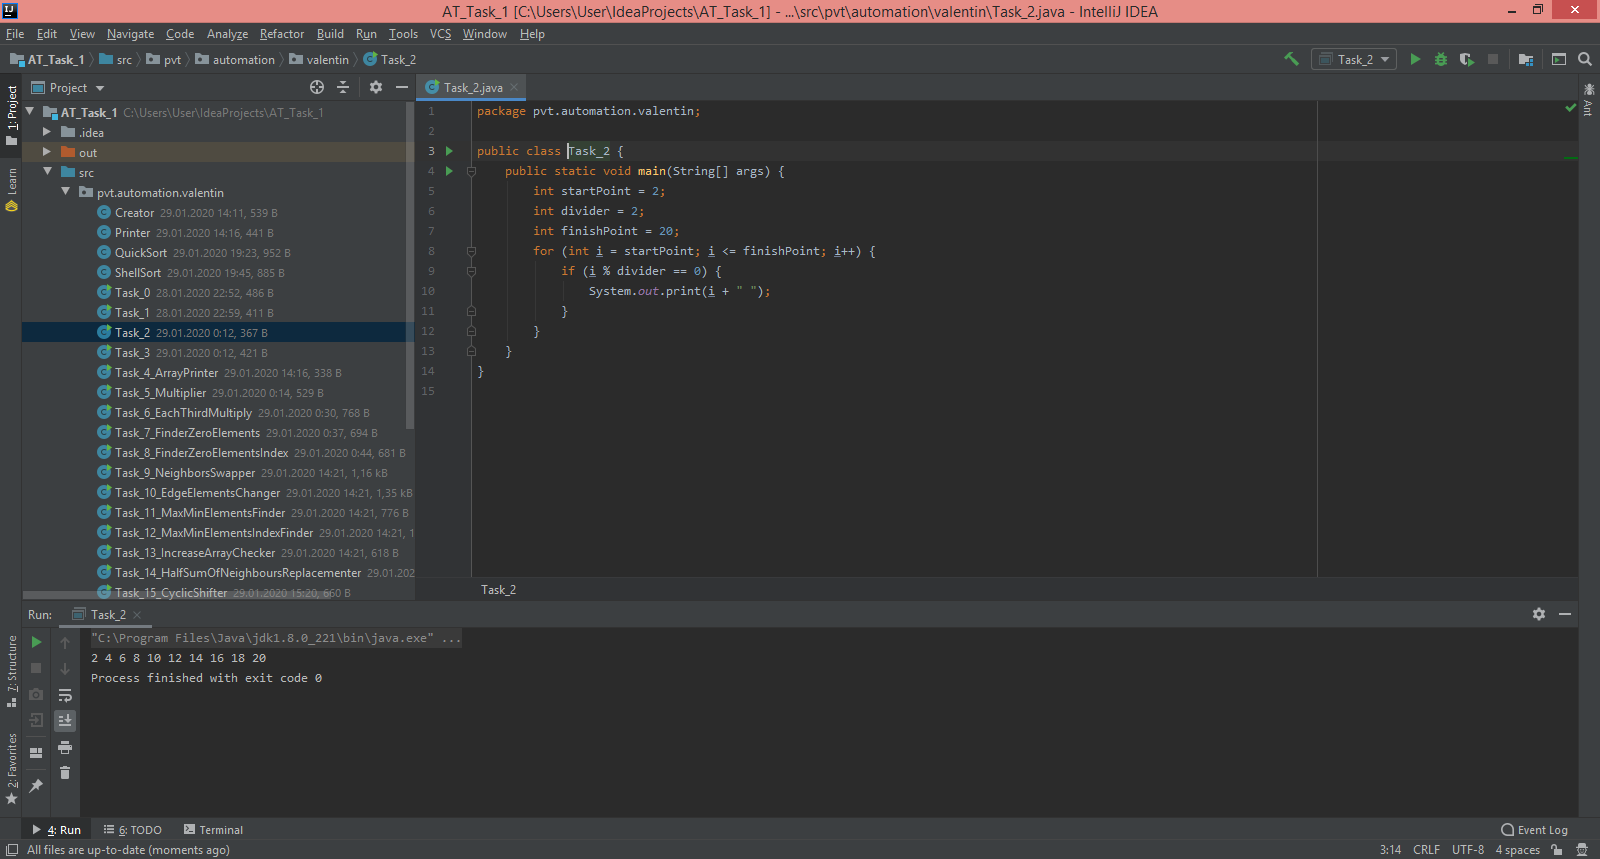 AT_Task_1 [C:\Users\User\IdeaProjects\AT_Task_1] - ...\src\pvt\automation\valentin\Task_2.java - IntelliJ IDEA
File Edit View Navigate Code Analyze Refactor Build Run Tools VCS Window Help
AT_Task_1 src pvt automation valentin Task_2
Task_2
1: Project
Learn
7: Structure
2: Favorites
Project
AT_Task_1 C:\Users\User\IdeaProjects\AT_Task_1
.idea
out
src
pvt.automation.valentin
Creator 29.01.2020 14:11, 539 B
Printer 29.01.2020 14:16, 441 B
QuickSort 29.01.2020 19:23, 952 B
ShellSort 29.01.2020 19:45, 885 B
Task_0 28.01.2020 22:52, 486 B
Task_1 28.01.2020 22:59, 411 B
Task_2 29.01.2020 0:12, 367 B
Task_3 29.01.2020 0:12, 421 B
Task_4_ArrayPrinter 29.01.2020 14:16, 338 B
Task_5_Multiplier 29.01.2020 0:14, 529 B
Task_6_EachThirdMultiply 29.01.2020 0:30, 768 B
Task_7_FinderZeroElements 29.01.2020 0:37, 694 B
Task_8_FinderZeroElementsIndex 29.01.2020 0:44, 681 B
Task_9_NeighborsSwapper 29.01.2020 14:21, 1,16 kB
Task_10_EdgeElementsChanger 29.01.2020 14:21, 1,35 kB
Task_11_MaxMinElementsFinder 29.01.2020 14:21, 776 B
Task_12_MaxMinElementsIndexFinder 29.01.2020 14:21, 1
Task_13_IncreaseArrayChecker 29.01.2020 14:21, 618 B
Task_14_HalfSumOfNeighboursReplacementer 29.01.202
Task_15_CyclicShifter 29.01.2020 15:20, 660 B
Task_2.java
1 package pvt.automation.valentin;
2
3 public class Task_2 {
4 public static void main(String[] args) {
5 int startPoint = 2;
6 int divider = 2;
7 int finishPoint = 20;
8 for (int i = startPoint; i <= finishPoint; i++) {
9 if (i % divider == 0) {
10 System.out.print(i + " ");
11 }
12 }
13 }
14 }
15
Task_2
Ant
Run: Task_2
"C:\Program Files\Java\jdk1.8.0_221\bin\java.exe" ...
2 4 6 8 10 12 14 16 18 20
Process finished with exit code 0
4: Run 6: TODO Terminal Event Log
All files are up-to-date (moments ago) 3:14 CRLF UTF-8 4 spaces